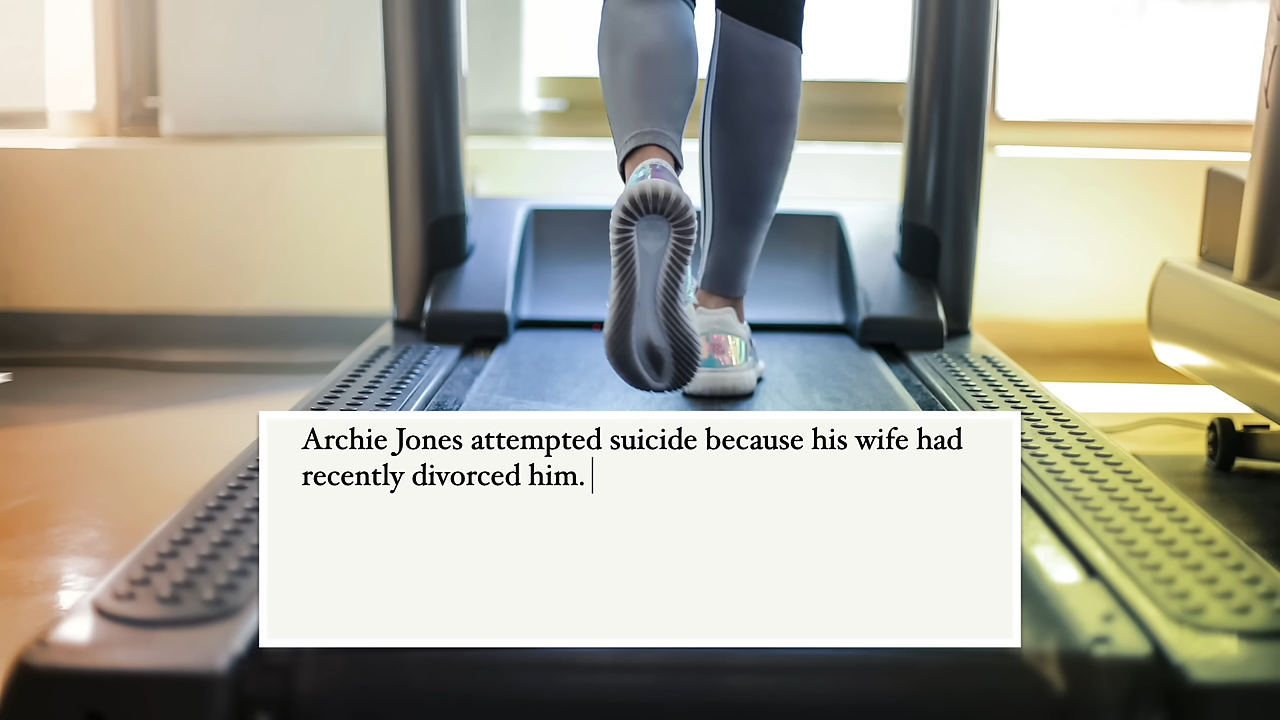 Archie Jones attempted suicide because his wife had
recently divorced him.